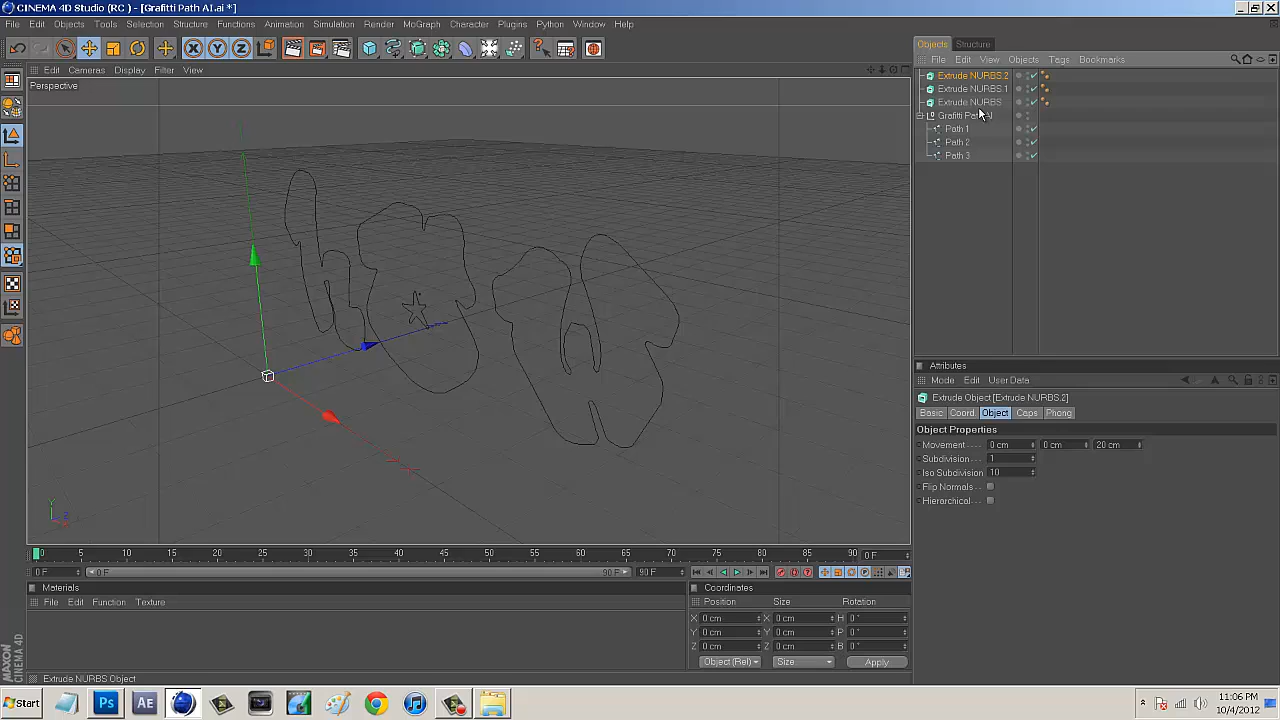 CINEMA 4D Studio (RC) - [Grafitti Path AI.ai *]
File Edit Objects Tools Selection Structure Functions Animation Simulation Render MoGraph Character Plugins Python Window Help
Edit Cameras Display Filter View
Perspective
Objects Structure
File Edit View Objects Tags Bookmarks
Extrude NURBS.2
Extrude NURBS.1
Extrude NURBS
Grafitti Path AI
Path 1
Path 2
Path 3
Attributes
Mode Edit User Data
Extrude Object [Extrude NURBS.2]
Basic Coord. Object Caps Phong
Object Properties
Movement 0 cm 0 cm 20 cm
Subdivision 1
Iso Subdivision 10
Flip Normals
Hierarchical
Y
Z
X
0 5 10 15 20 25 30 35 40 45 50 55 60 65 70 75 80 85 90 0 F
0 F 0 F 90 F 90 F
Materials
File Edit Function Texture
Coordinates
Position Size Rotation
X 0 cm X 0 cm H 0 °
Y 0 cm Y 0 cm P 0 °
Z 0 cm Z 0 cm B 0 °
Object (Rel) Size Apply
MAXON
CINEMA 4D
Extrude NURBS Object
Start
Ps
Ae
11:06 PM
10/4/2012